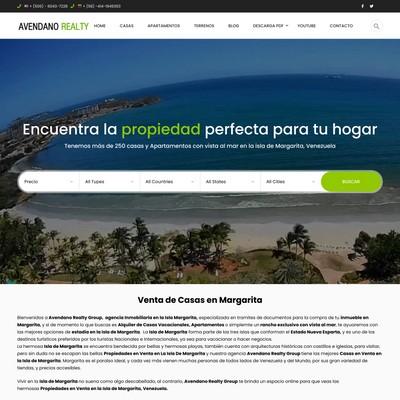 + (506) - 6040-7228 + (58) -414-1949353
AVENDANO REALTY
HOME CASAS APARTAMENTOS TERRENOS BLOG DESCARGA PDF YOUTUBE CONTACTO
Encuentra la propiedad perfecta para tu hogar
Tenemos más de 250 casas y Apartamentos con vista al mar en la isla de Margarita, Venezuela
Precio All Types All Countries All States All Cities BUSCAR
Venta de Casas en Margarita
Bienvenidos a Avendano Realty Group, agencia inmobiliaria en la Isla Margarita, especializada en tramites de documentos para la compra de tu inmueble en
Margarita, y si de momento lo que buscas es Alquiler de Casas Vacacionales, Apartamentos o simplemente un rancho exclusivo con vista al mar, te avudaremos con
las mejores opciones de estadía en la isla de Margarita. La Isla de Margarita forma parte de las tres islas que conforman el Estado Nueva Esparta, y es uno de los
destinos turísticos preferidos por los turistas Nacionales e Internacionales, ya sea para vacacionar o hacer negocios.
La hermosa Isla de Margarita se encuentra bendecida por bellas y hermosas playas, también cuenta con arquitecturas históricas con castillos e iglesias, para visitar,
pero sin duda no se escapan las bellas Propiedades en Venta en La Isla De Margarita y nuestra agencia Avendano Realty Group tiene las mejores Casas en Venta en
la Isla de Margarita. Margarita es el paraíso ideal, y cada vez más vienen muchas personas de todos lados de Venezuela y del Mundo, por sus gran variedad de
tiendas, y precios accesibles.
Vivir en la Isla de Margarita no suena como algo descabellado, al contrario, Avendano Realty Group te brinda un espacio online para que veas las
hermosas Propiedades en Venta en la Isla de Margarita, Venezuela.